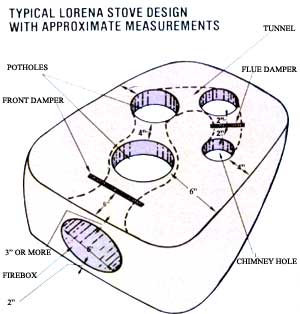 TYPICAL LORENA STOVE DESIGN
WITH APPROXIMATE MEASUREMENTS
TUNNEL
POTHOLES
FLUE DAMPER
FRONT DAMPER
4"
2"
2"
4"
6"
6"
3" OR MORE
6"
CHIMNEY HOLE
FIREBOX
2"